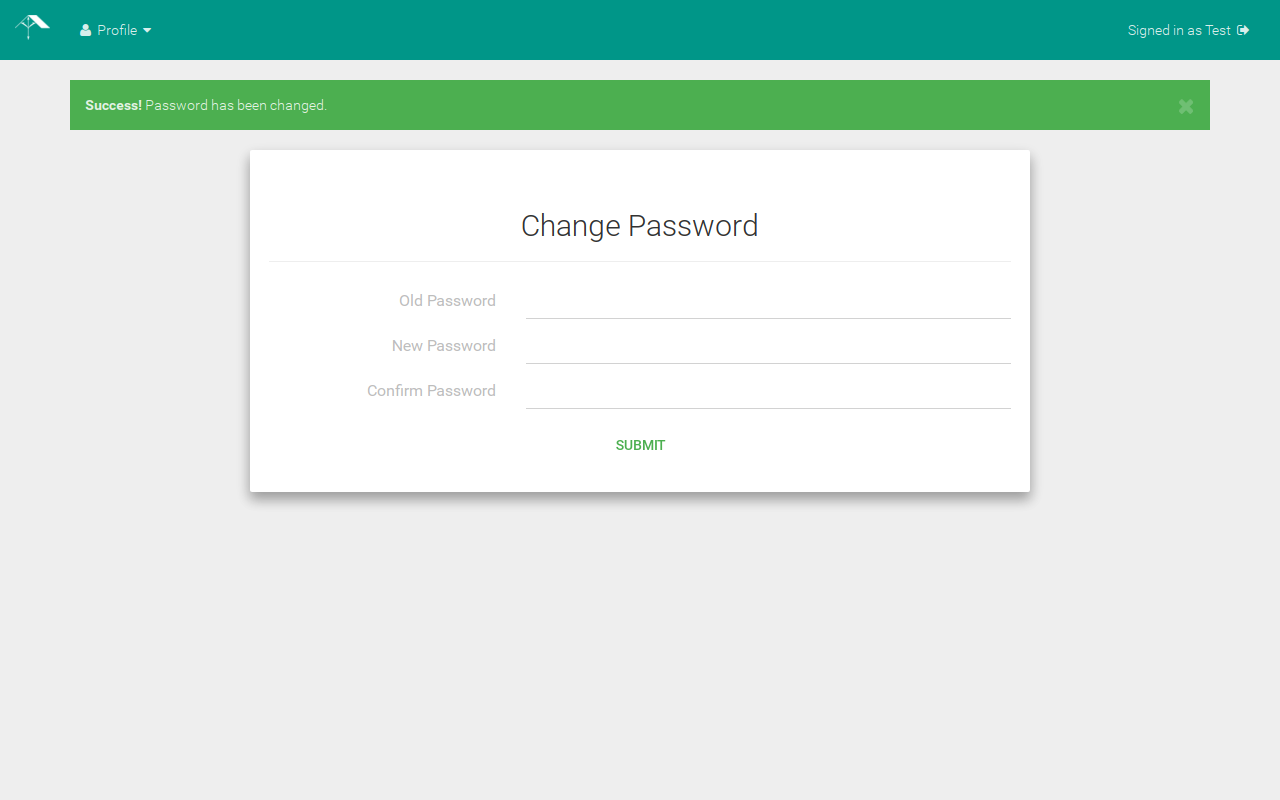 Profile
Signed in as Test
Success! Password has been changed.
Change Password
Old Password
New Password
Confirm Password
SUBMIT